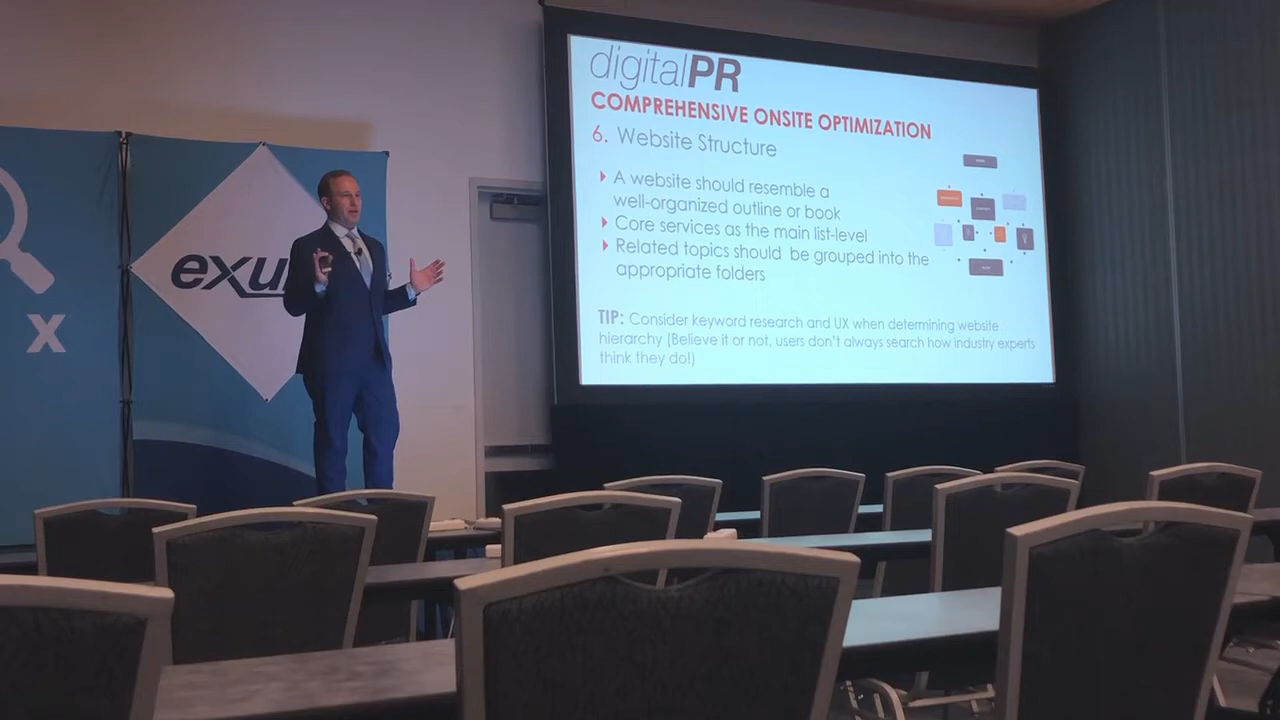 digitalPR
COMPREHENSIVE ONSITE OPTIMIZATION
6. Website Structure
A website should resemble a
well-organized outline or book
Core services as the main list-level
Related topics should be grouped into the
appropriate folders
TIP: Consider keyword research and UX when determining website
hierarchy (Believe it or not, users don't always search how industry experts
think they do!)
exu
x